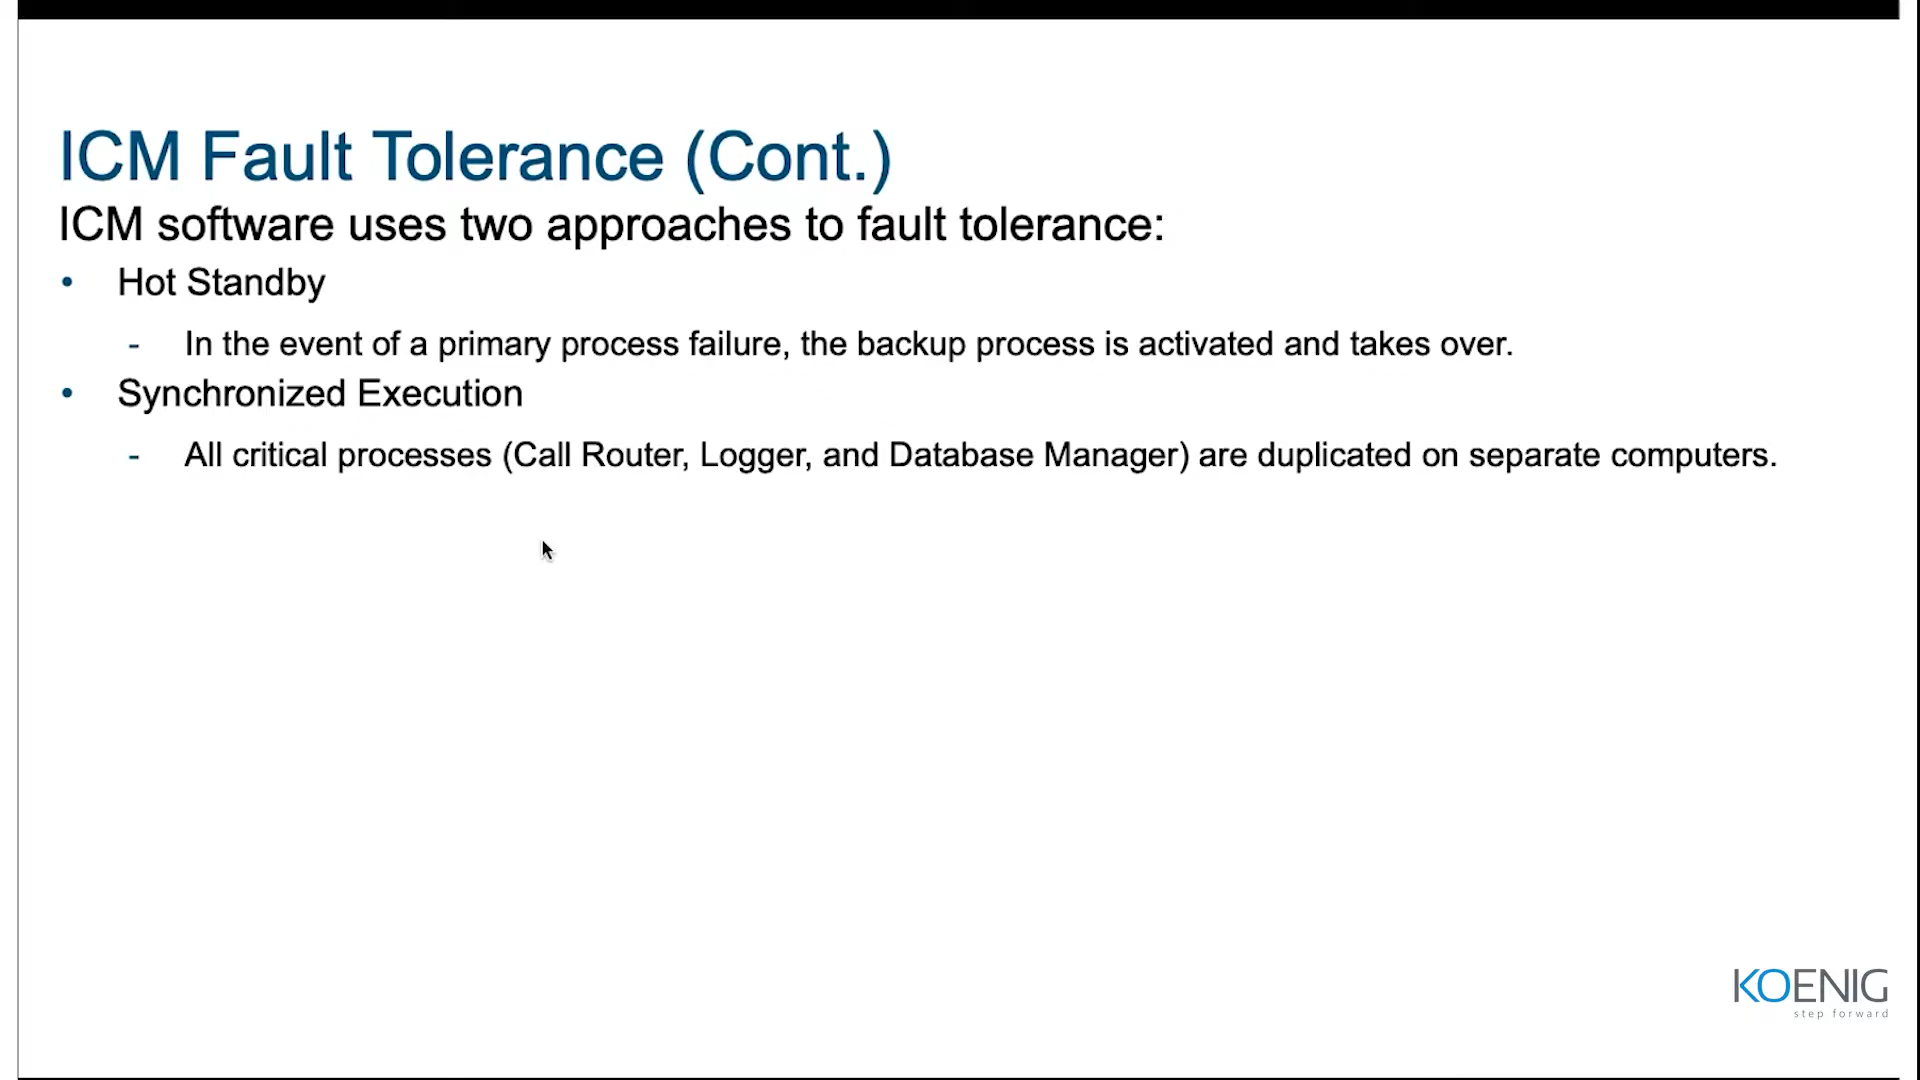 ICM Fault Tolerance (Cont.)
ICM software uses two approaches to fault tolerance:
• Hot Standby
- In the event of a primary process failure, the backup process is activated and takes over.
• Synchronized Execution
- All critical processes (Call Router, Logger, and Database Manager) are duplicated on separate computers.
KOENIG
step forward